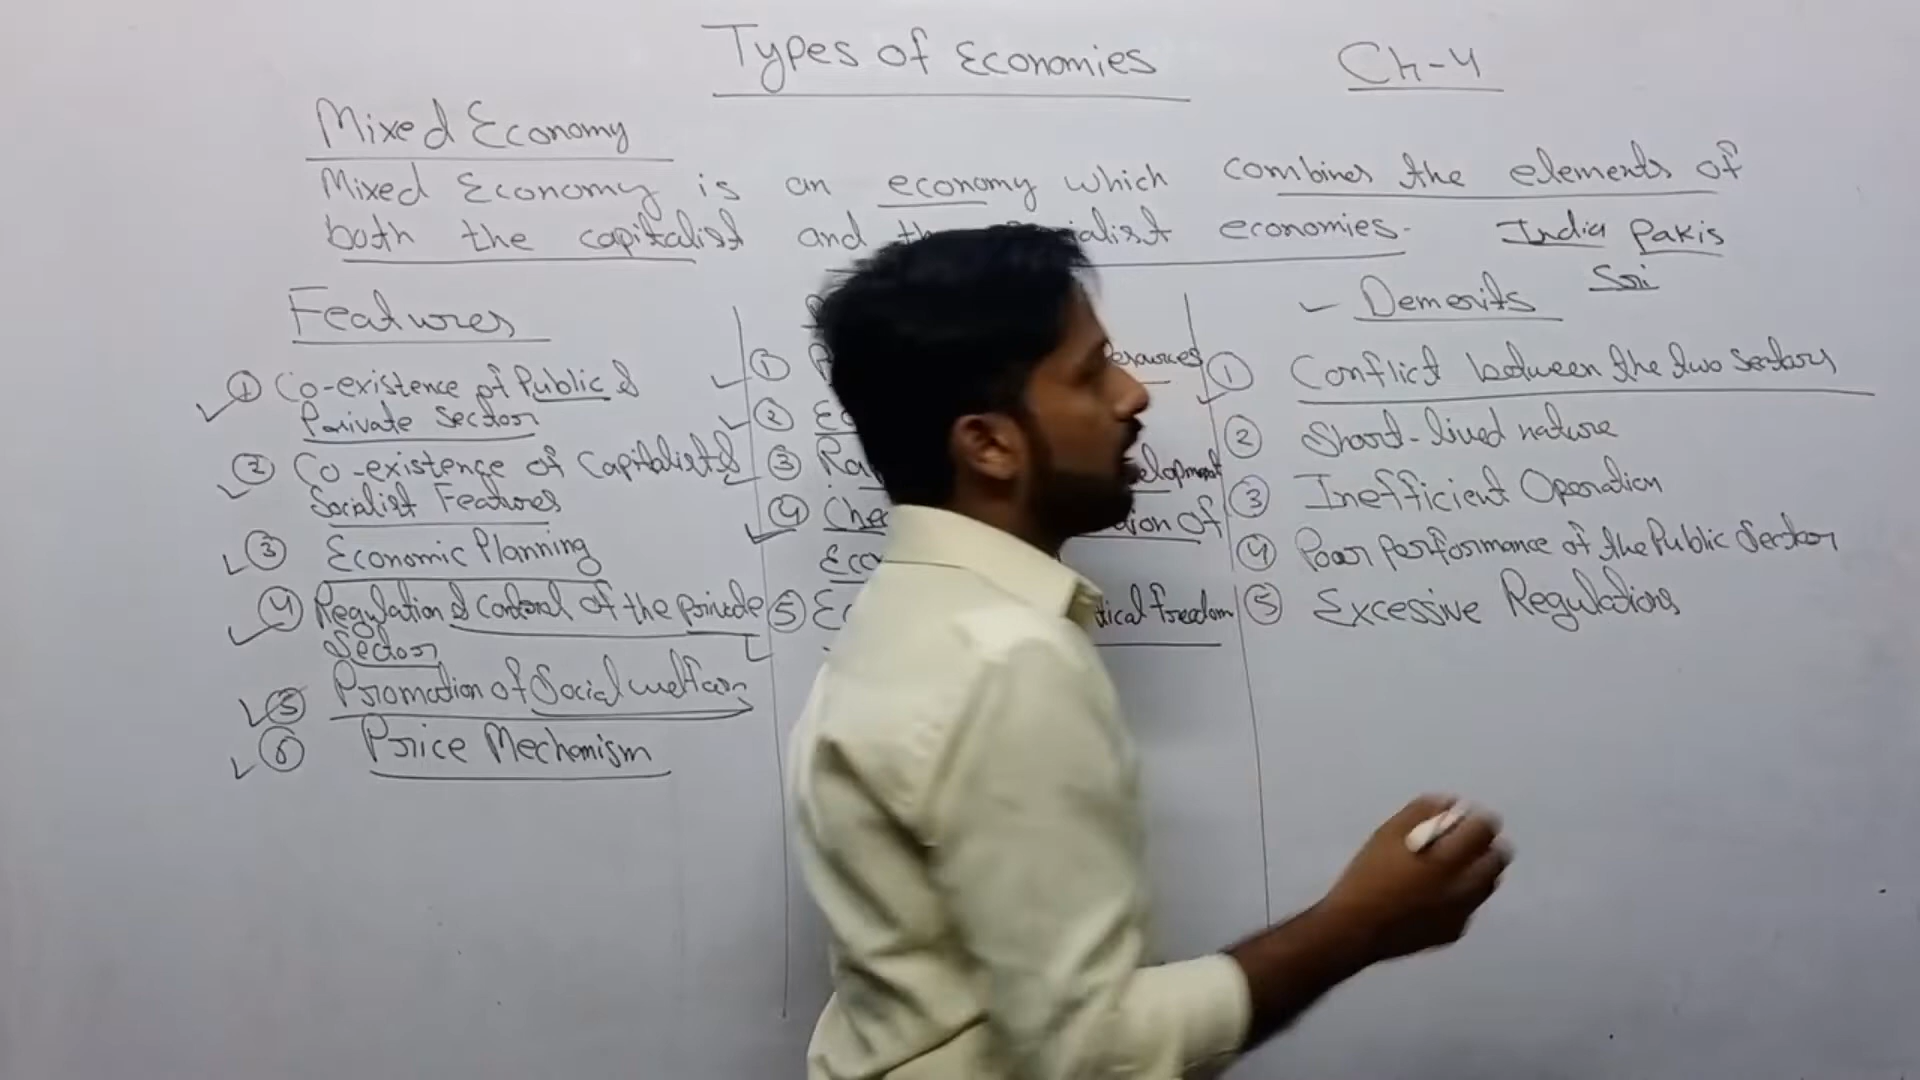 Types of Economies
Ch-4
Mixed Economy
Mixed Economy is an economy which combines the elements of
both the capitalist and economies.
India Pakis
Sri
Features
① Co-existence of Public &
Private Sector
② Co-existence of Capitalist &
Socialist Features
③ Economic Planning
④ Regulation & Control of the private
Sector
⑤ Promotion of Social welfare
⑥ Price Mechanism
①
②
③
④ of
⑤ freedom
Demerits
① Conflict between the two sectors
② Short-lived nature
③ Inefficient Operation
④ Poor performance of the Public Sector
⑤ Excessive Regulations